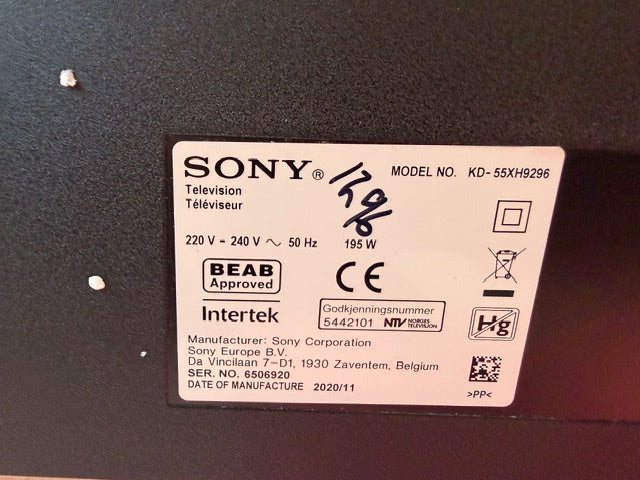 SONY®
MODEL NO. KD-55XH9296
Television
Téléviseur
220 V - 240 V ~ 50 Hz 195 W
BEAB
Approved
CE
Intertek
Godkjenningsnummer
5442101 NTV NORGES TELEVISJON
Hg
Manufacturer: Sony Corporation
Sony Europe B.V.
Da Vincilaan 7-D1, 1930 Zaventem, Belgium
SER. NO. 6506920
DATE OF MANUFACTURE 2020/11
>PP<